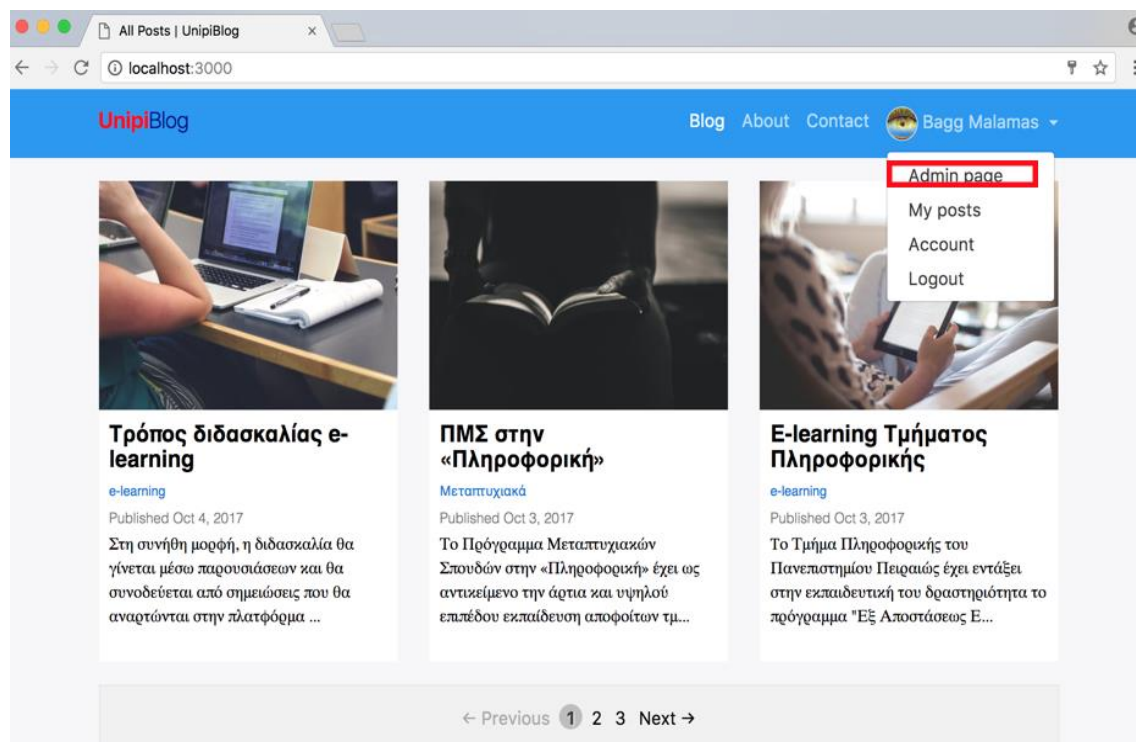 All Posts | UnipiBlog
localhost:3000
UnipiBlog
Blog About Contact Bagg Malamas
Admin page
My posts
Account
Logout
Τρόπος διδασκαλίας e-
learning
e-learning
Published Oct 4, 2017
Στη συνήθη μορφή, η διδασκαλία θα
γίνεται μέσω παρουσιάσεων και θα
συνοδεύεται από σημειώσεις που θα
αναρτώνται στην πλατφόρμα ...
ΠΜΣ στην
«Πληροφορική»
Μεταπτυχιακά
Published Oct 3, 2017
Το Πρόγραμμα Μεταπτυχιακών
Σπουδών στην «Πληροφορική» έχει ως
αντικείμενο την άρτια και υψηλού
επιπέδου εκπαίδευση αποφοίτων τμ...
E-learning Τμήματος
Πληροφορικής
e-learning
Published Oct 3, 2017
Το Τμήμα Πληροφορικής του
Πανεπιστημίου Πειραιώς έχει εντάξει
στην εκπαιδευτική του δραστηριότητα το
πρόγραμμα "Εξ Αποστάσεως Ε...
← Previous 1 2 3 Next →